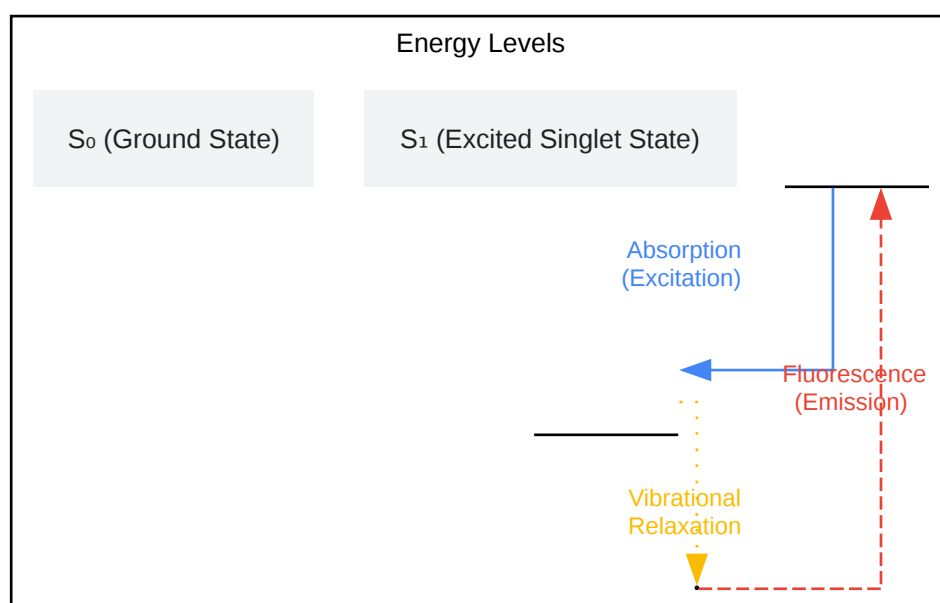 Energy Levels
S₀ (Ground State)
S₁ (Excited Singlet State)
Absorption
(Excitation)
Fluorescence
(Emission)
Vibrational
Relaxation